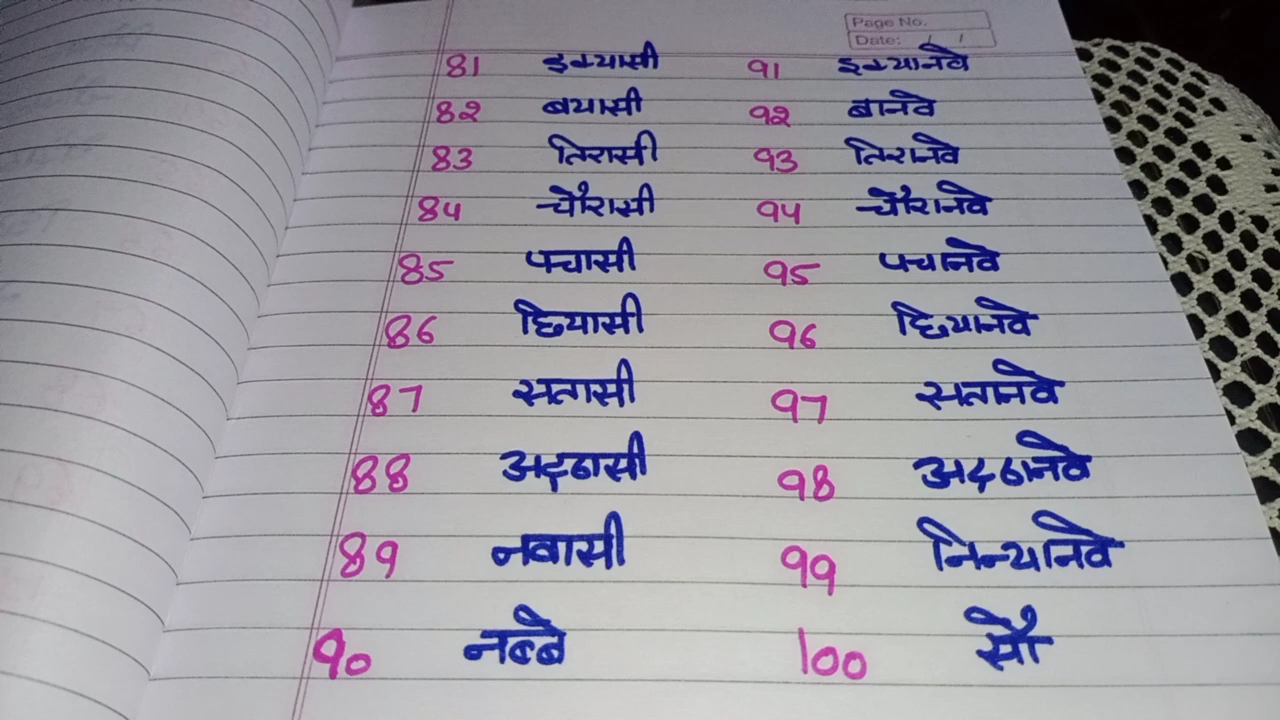 Page No.
Date: / /
81 इक्यासी 91 इक्यानवे
82 बयासी 92 बानवे
83 तिरासी 93 तिरानवे
84 चौरासी 94 चौरानवे
85 पचासी 95 पचानवे
86 छियासी 96 छियानवे
87 सतासी 97 सतानवे
88 अट्ठासी 98 अट्ठानवे
89 नवासी 99 निन्यानवे
90 नब्बे 100 सौ